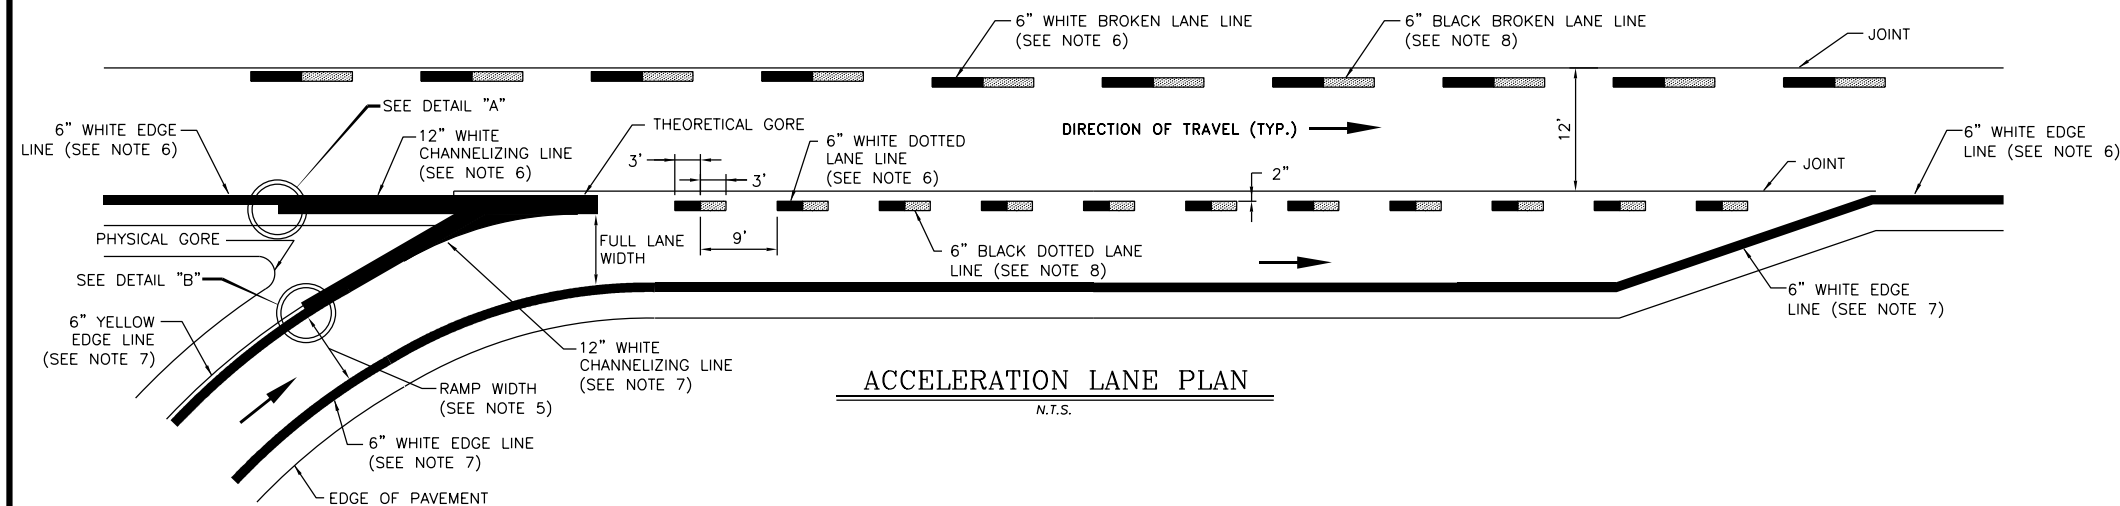 6” WHITE BROKEN LANE LINE
(SEE NOTE 6)
6” BLACK BROKEN LANE LINE
(SEE NOTE 8)
JOINT
SEE DETAIL "A"
6” WHITE EDGE
LINE (SEE NOTE 6)
12” WHITE
CHANNELIZING LINE
(SEE NOTE 6)
THEORETICAL GORE
3'
3'
6” WHITE DOTTED
LANE LINE
(SEE NOTE 6)
DIRECTION OF TRAVEL (TYP.)
12'
2”
JOINT
6” WHITE EDGE
LINE (SEE NOTE 6)
PHYSICAL GORE
FULL LANE
WIDTH
9'
6” BLACK DOTTED LANE
LINE (SEE NOTE 8)
SEE DETAIL "B"
6” YELLOW
EDGE LINE
(SEE NOTE 7)
12” WHITE
CHANNELIZING LINE
(SEE NOTE 7)
6” WHITE EDGE
LINE (SEE NOTE 7)
RAMP WIDTH
(SEE NOTE 5)
6” WHITE EDGE LINE
(SEE NOTE 7)
EDGE OF PAVEMENT
ACCELERATION LANE PLAN
N.T.S.